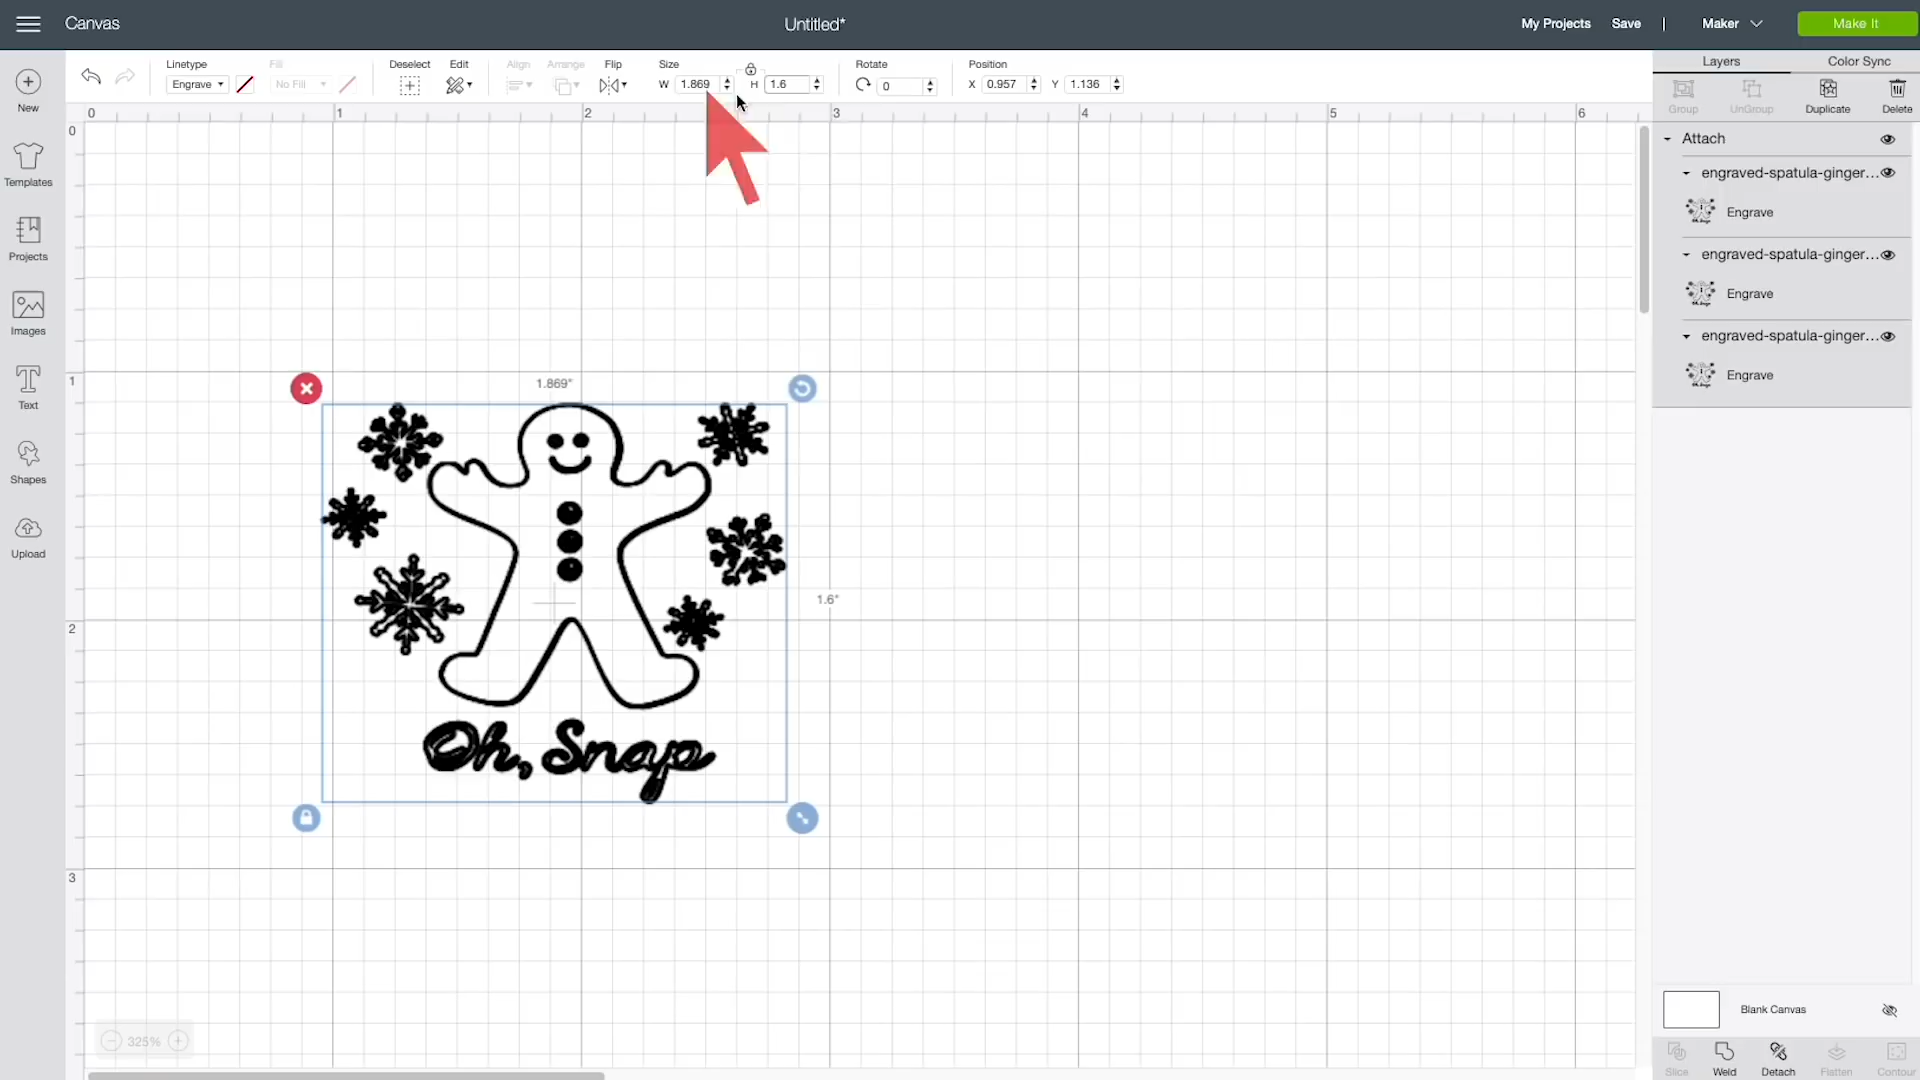 Canvas
Untitled*
My Projects
Save
|
Maker
Make It
New
Templates
Projects
Images
Text
Shapes
Upload
Linetype
Engrave
Fill
No Fill
Deselect
Edit
Align
Arrange
Flip
Size
W 1.869
H 1.6
Rotate
0
Position
X 0.957
Y 1.136
0 1 2 3 4 5 6
0
1
2
3
1.869"
1.6"
Oh, Snap
325%
Layers
Color Sync
Group
UnGroup
Duplicate
Delete
Attach
engraved-spatula-ginger...
Engrave
engraved-spatula-ginger...
Engrave
engraved-spatula-ginger...
Engrave
Blank Canvas
Slice
Weld
Detach
Flatten
Contour